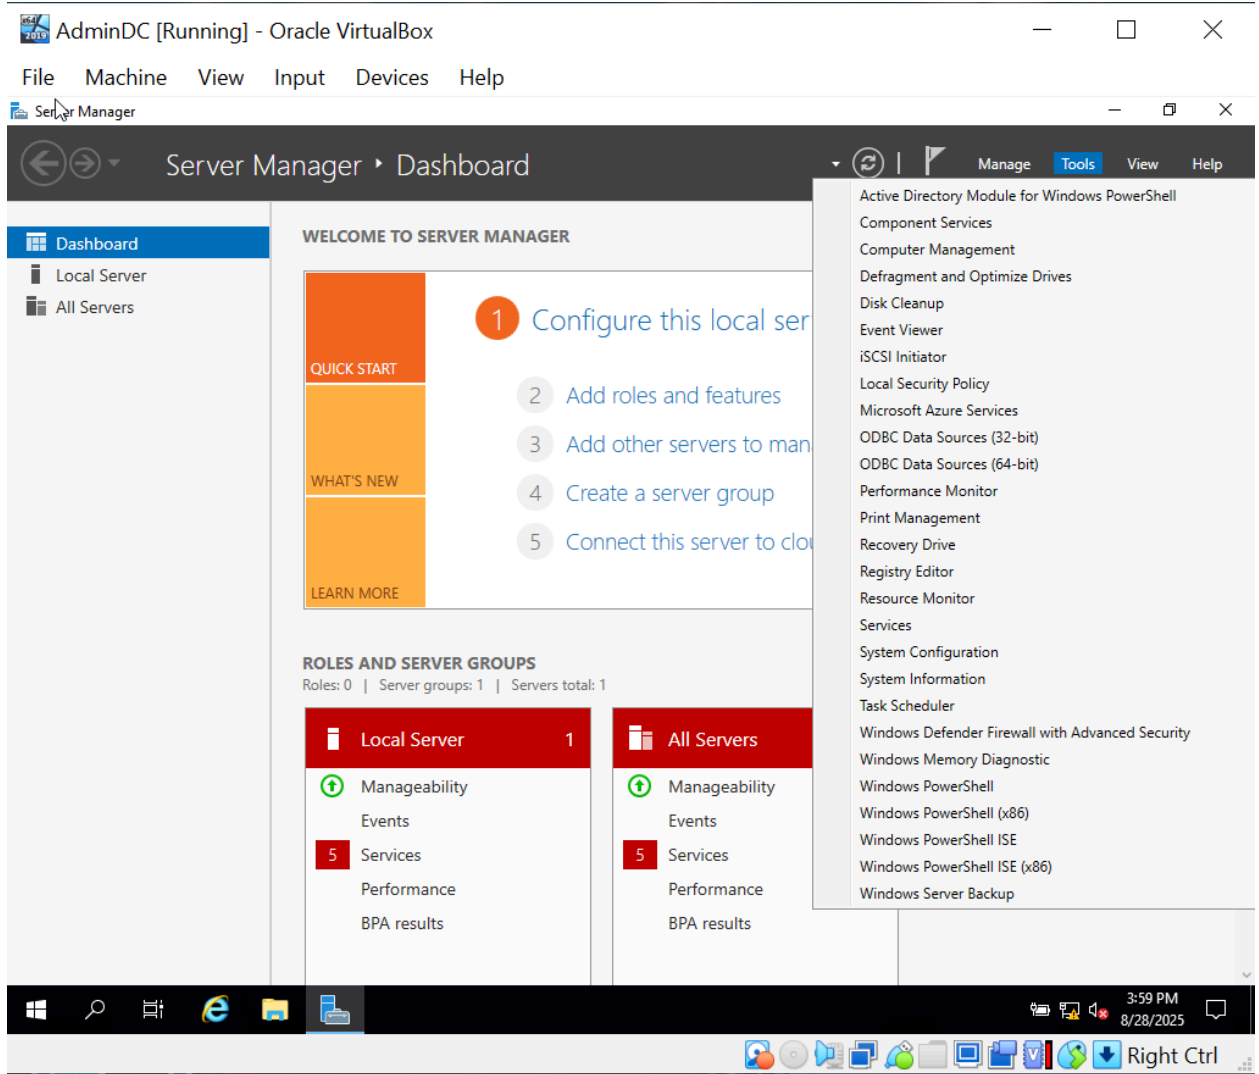 AdminDC [Running] - Oracle VirtualBox
File Machine View Input Devices Help
Server Manager
Server Manager • Dashboard
Manage Tools View Help
Dashboard
Local Server
All Servers
WELCOME TO SERVER MANAGER
QUICK START
WHAT'S NEW
LEARN MORE
1 Configure this local ser
2 Add roles and features
3 Add other servers to man
4 Create a server group
5 Connect this server to clou
ROLES AND SERVER GROUPS
Roles: 0 | Server groups: 1 | Servers total: 1
Local Server 1
Manageability
Events
5 Services
Performance
BPA results
All Servers
Manageability
Events
5 Services
Performance
BPA results
Active Directory Module for Windows PowerShell
Component Services
Computer Management
Defragment and Optimize Drives
Disk Cleanup
Event Viewer
iSCSI Initiator
Local Security Policy
Microsoft Azure Services
ODBC Data Sources (32-bit)
ODBC Data Sources (64-bit)
Performance Monitor
Print Management
Recovery Drive
Registry Editor
Resource Monitor
Services
System Configuration
System Information
Task Scheduler
Windows Defender Firewall with Advanced Security
Windows Memory Diagnostic
Windows PowerShell
Windows PowerShell (x86)
Windows PowerShell ISE
Windows PowerShell ISE (x86)
Windows Server Backup
3:59 PM
8/28/2025
Right Ctrl